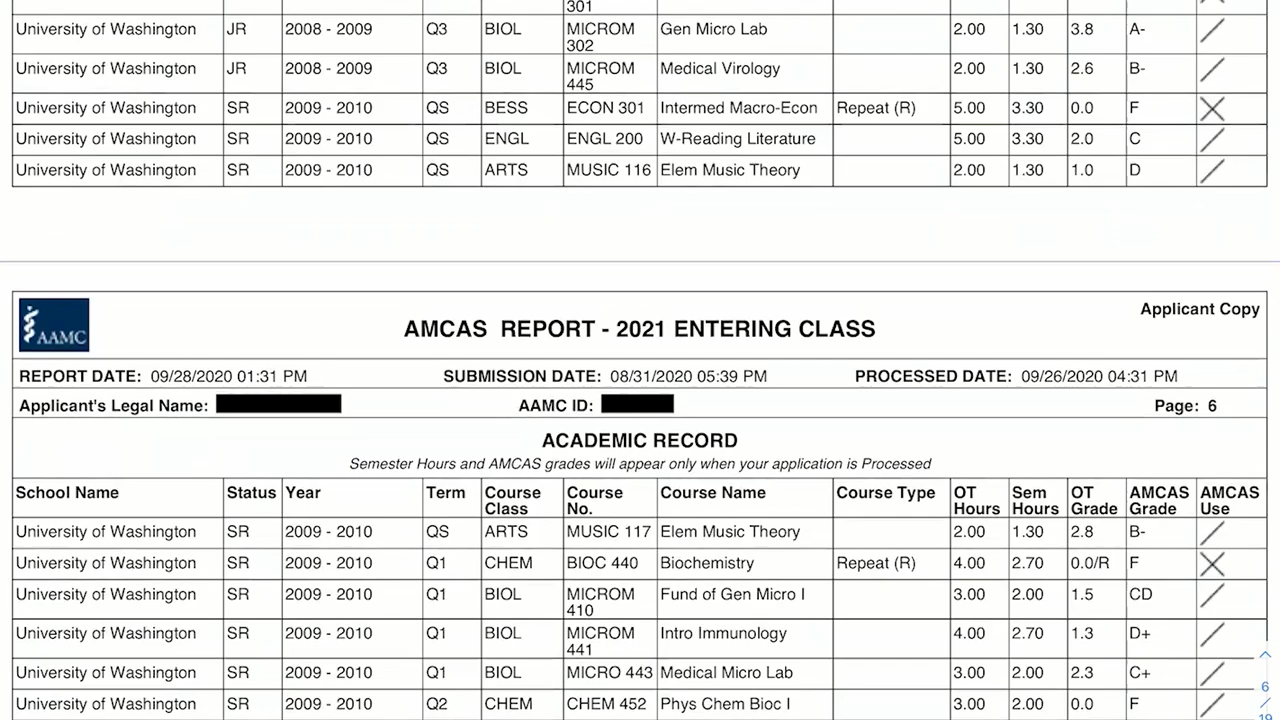 301
University of Washington JR 2008 - 2009 Q3 BIOL MICROM 302 Gen Micro Lab 2.00 1.30 3.8 A-
University of Washington JR 2008 - 2009 Q3 BIOL MICROM 445 Medical Virology 2.00 1.30 2.6 B-
University of Washington SR 2009 - 2010 QS BESS ECON 301 Intermed Macro-Econ Repeat (R) 5.00 3.30 0.0 F
University of Washington SR 2009 - 2010 QS ENGL ENGL 200 W-Reading Literature 5.00 3.30 2.0 C
University of Washington SR 2009 - 2010 QS ARTS MUSIC 116 Elem Music Theory 2.00 1.30 1.0 D
Applicant Copy
AAMC
AMCAS REPORT - 2021 ENTERING CLASS
REPORT DATE: 09/28/2020 01:31 PM SUBMISSION DATE: 08/31/2020 05:39 PM PROCESSED DATE: 09/26/2020 04:31 PM
Applicant's Legal Name: AAMC ID: Page: 6
ACADEMIC RECORD
Semester Hours and AMCAS grades will appear only when your application is Processed
School Name Status Year Term Course Class Course No. Course Name Course Type OT Hours Sem Hours OT Grade AMCAS Grade AMCAS Use
University of Washington SR 2009 - 2010 QS ARTS MUSIC 117 Elem Music Theory 2.00 1.30 2.8 B-
University of Washington SR 2009 - 2010 Q1 CHEM BIOC 440 Biochemistry Repeat (R) 4.00 2.70 0.0/R F
University of Washington SR 2009 - 2010 Q1 BIOL MICROM 410 Fund of Gen Micro I 3.00 2.00 1.5 CD
University of Washington SR 2009 - 2010 Q1 BIOL MICROM 441 Intro Immunology 4.00 2.70 1.3 D+
University of Washington SR 2009 - 2010 Q1 BIOL MICRO 443 Medical Micro Lab 3.00 2.00 2.3 C+
University of Washington SR 2009 - 2010 Q2 CHEM CHEM 452 Phys Chem Bioc I 3.00 2.00 0.0 F
6
/